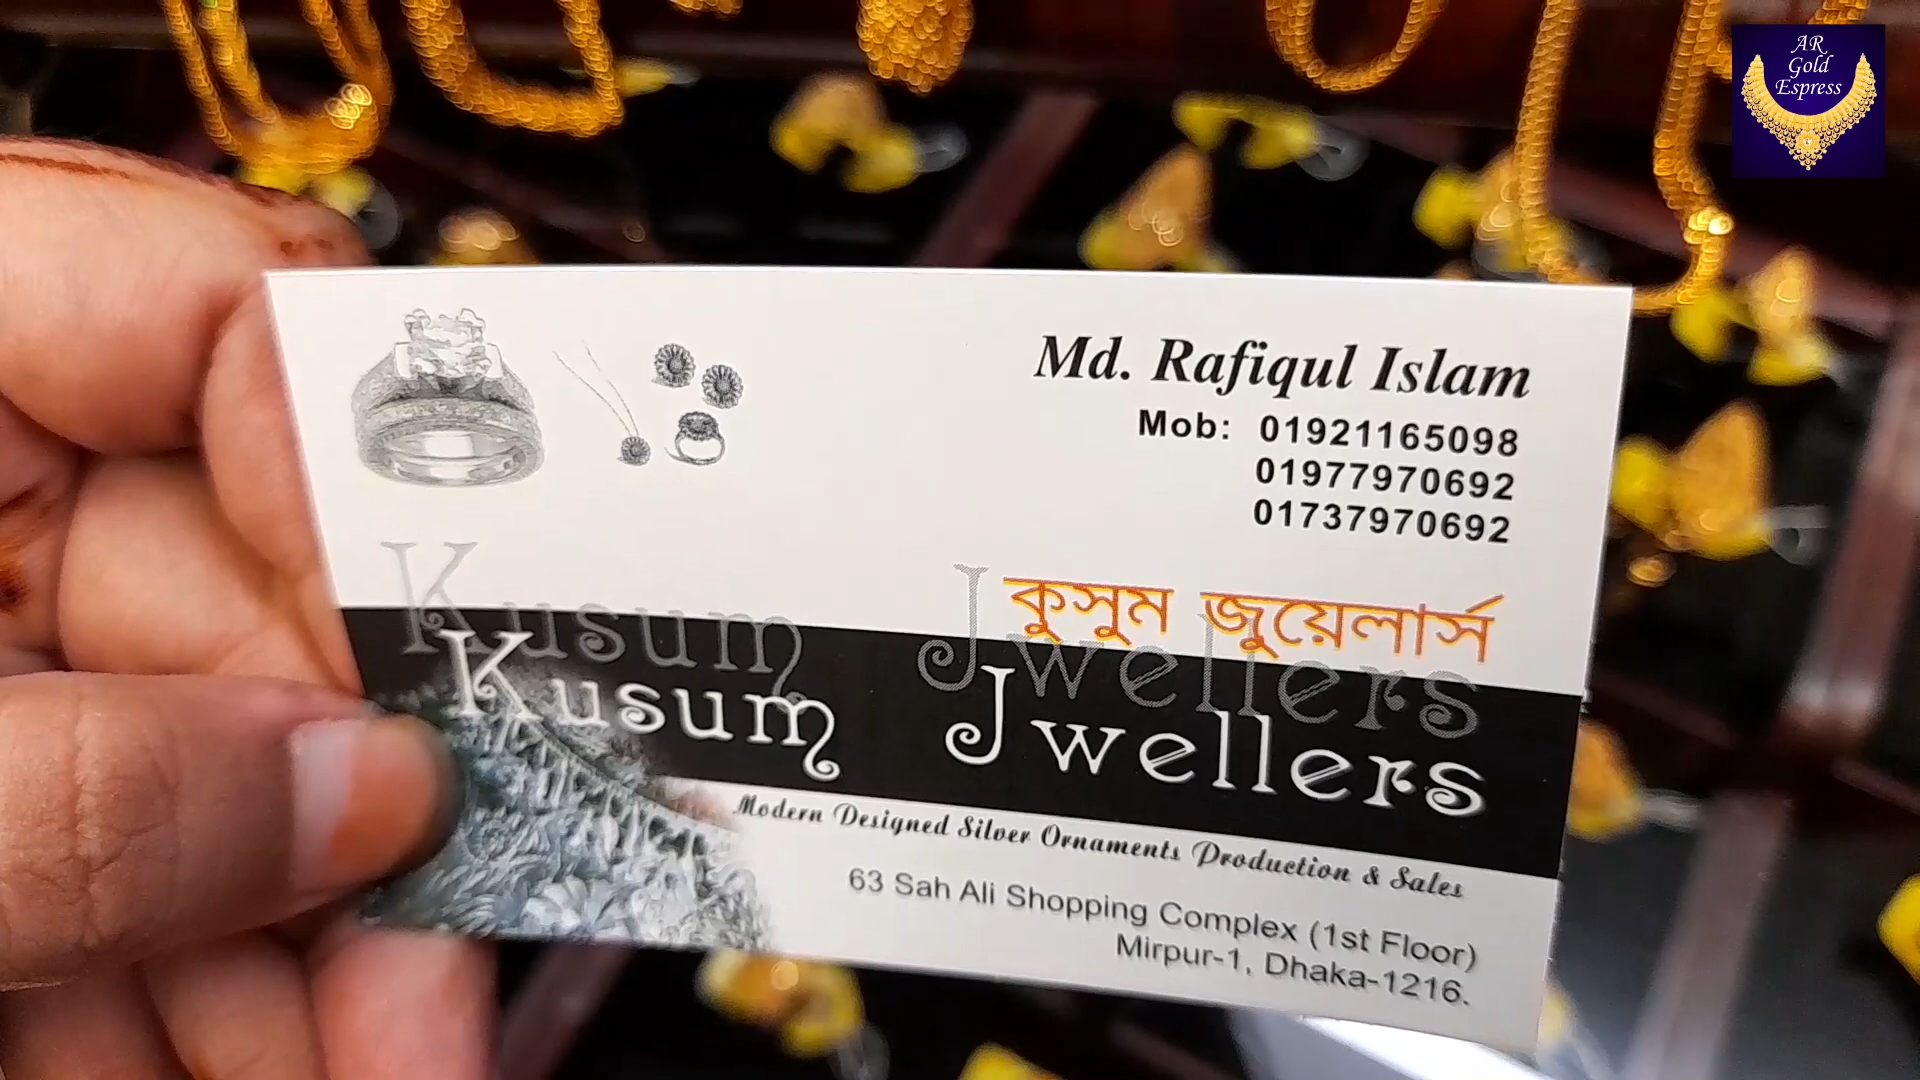 AR
Gold
Espress
Md. Rafiqul Islam
Mob: 01921165098
01977970692
01737970692
কুসুম জুয়েলার্স
Kusum Jwellers
Kusum Jwellers
Modern Designed Silver Ornaments Production & Sales
63 Sah Ali Shopping Complex (1st Floor)
Mirpur-1, Dhaka-1216.